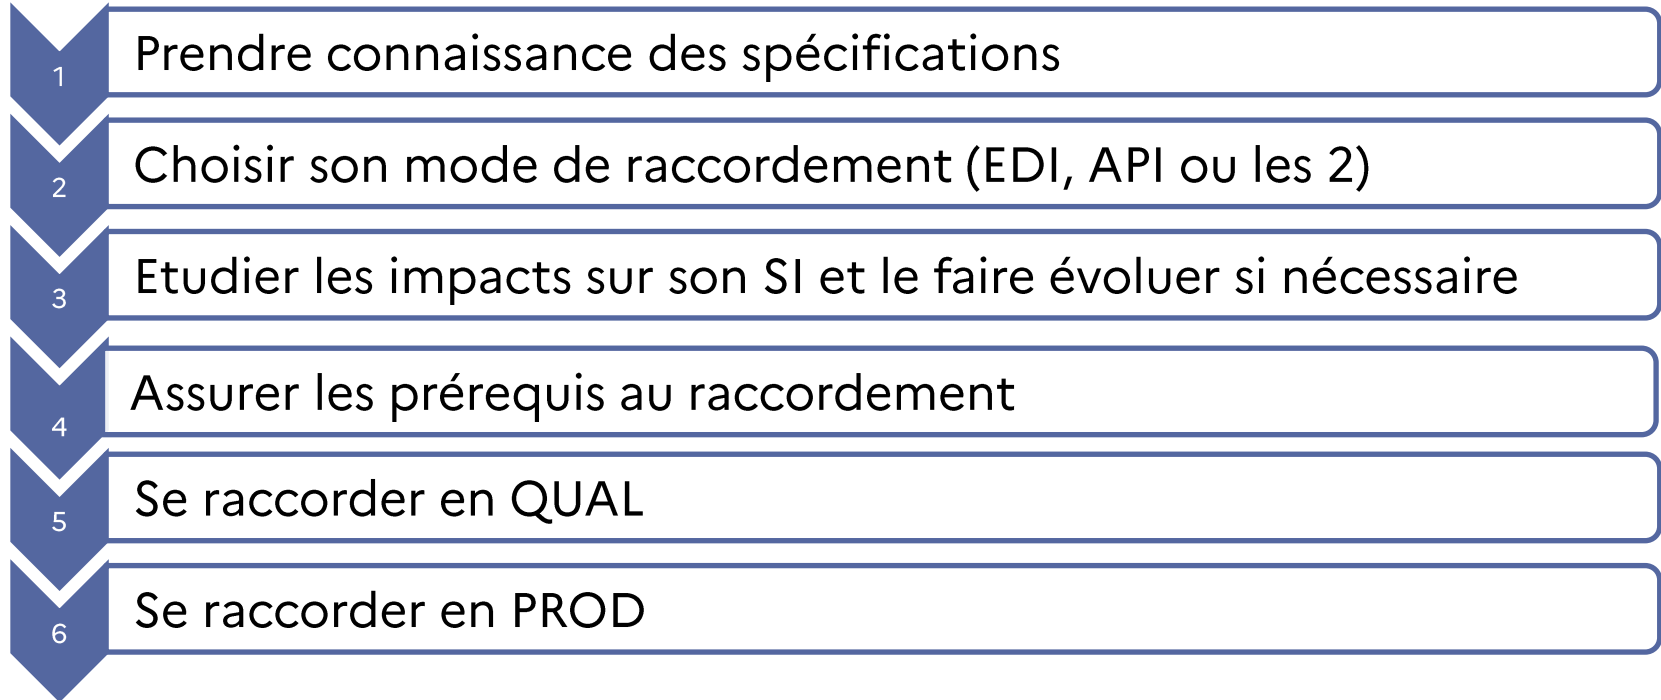 1
Prendre connaissance des spécifications
2
Choisir son mode de raccordement (EDI, API ou les 2)
3
Etudier les impacts sur son SI et le faire évoluer si nécessaire
4
Assurer les prérequis au raccordement
5
Se raccorder en QUAL
6
Se raccorder en PROD